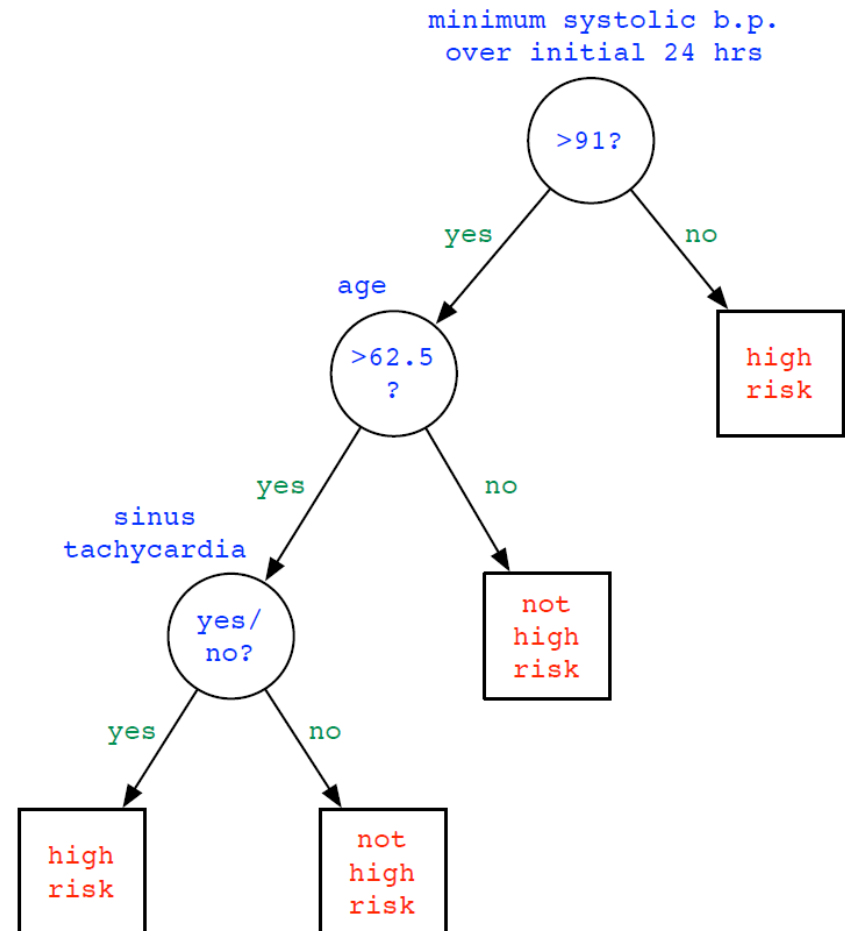 minimum systolic b.p.
over initial 24 hrs
>91?
yes
no
age
>62.5
?
high
risk
yes
no
sinus
tachycardia
yes/
no?
not
high
risk
yes
no
high
risk
not
high
risk